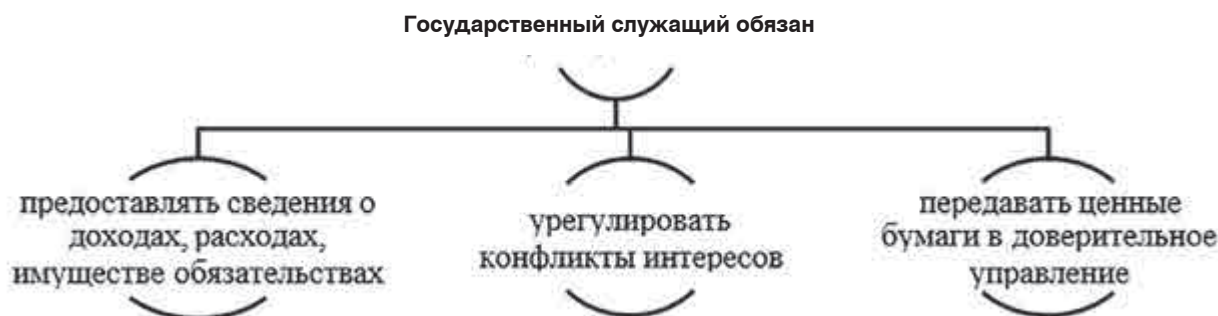 Государственный служащий обязан
предоставлять сведения о
доходах, расходах,
имуществе обязательствах
урегулировать
конфликты интересов
передавать ценные
бумаги в доверительное
управление